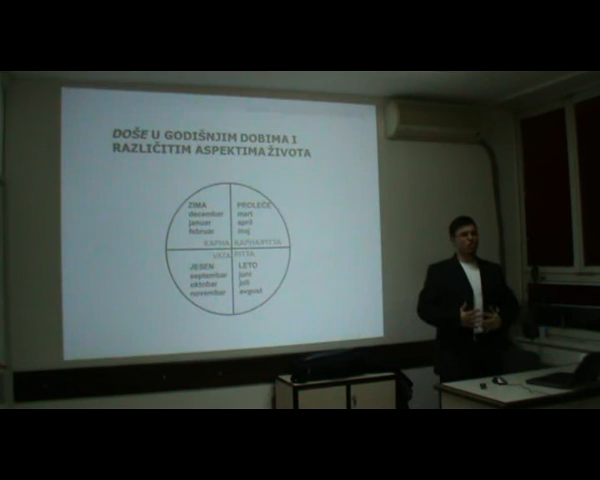 DOŠE U GODIŠNJIM DOBIMA I
RAZLIČITIM ASPEKTIMA ŽIVOTA
ZIMA
decembar
januar
februar
KAPHA
PROLEĆE
mart
april
maj
KAPHA/PITTA
VATA
JESEN
septembar
oktobar
novembar
PITTA
LETO
juni
juli
avgust